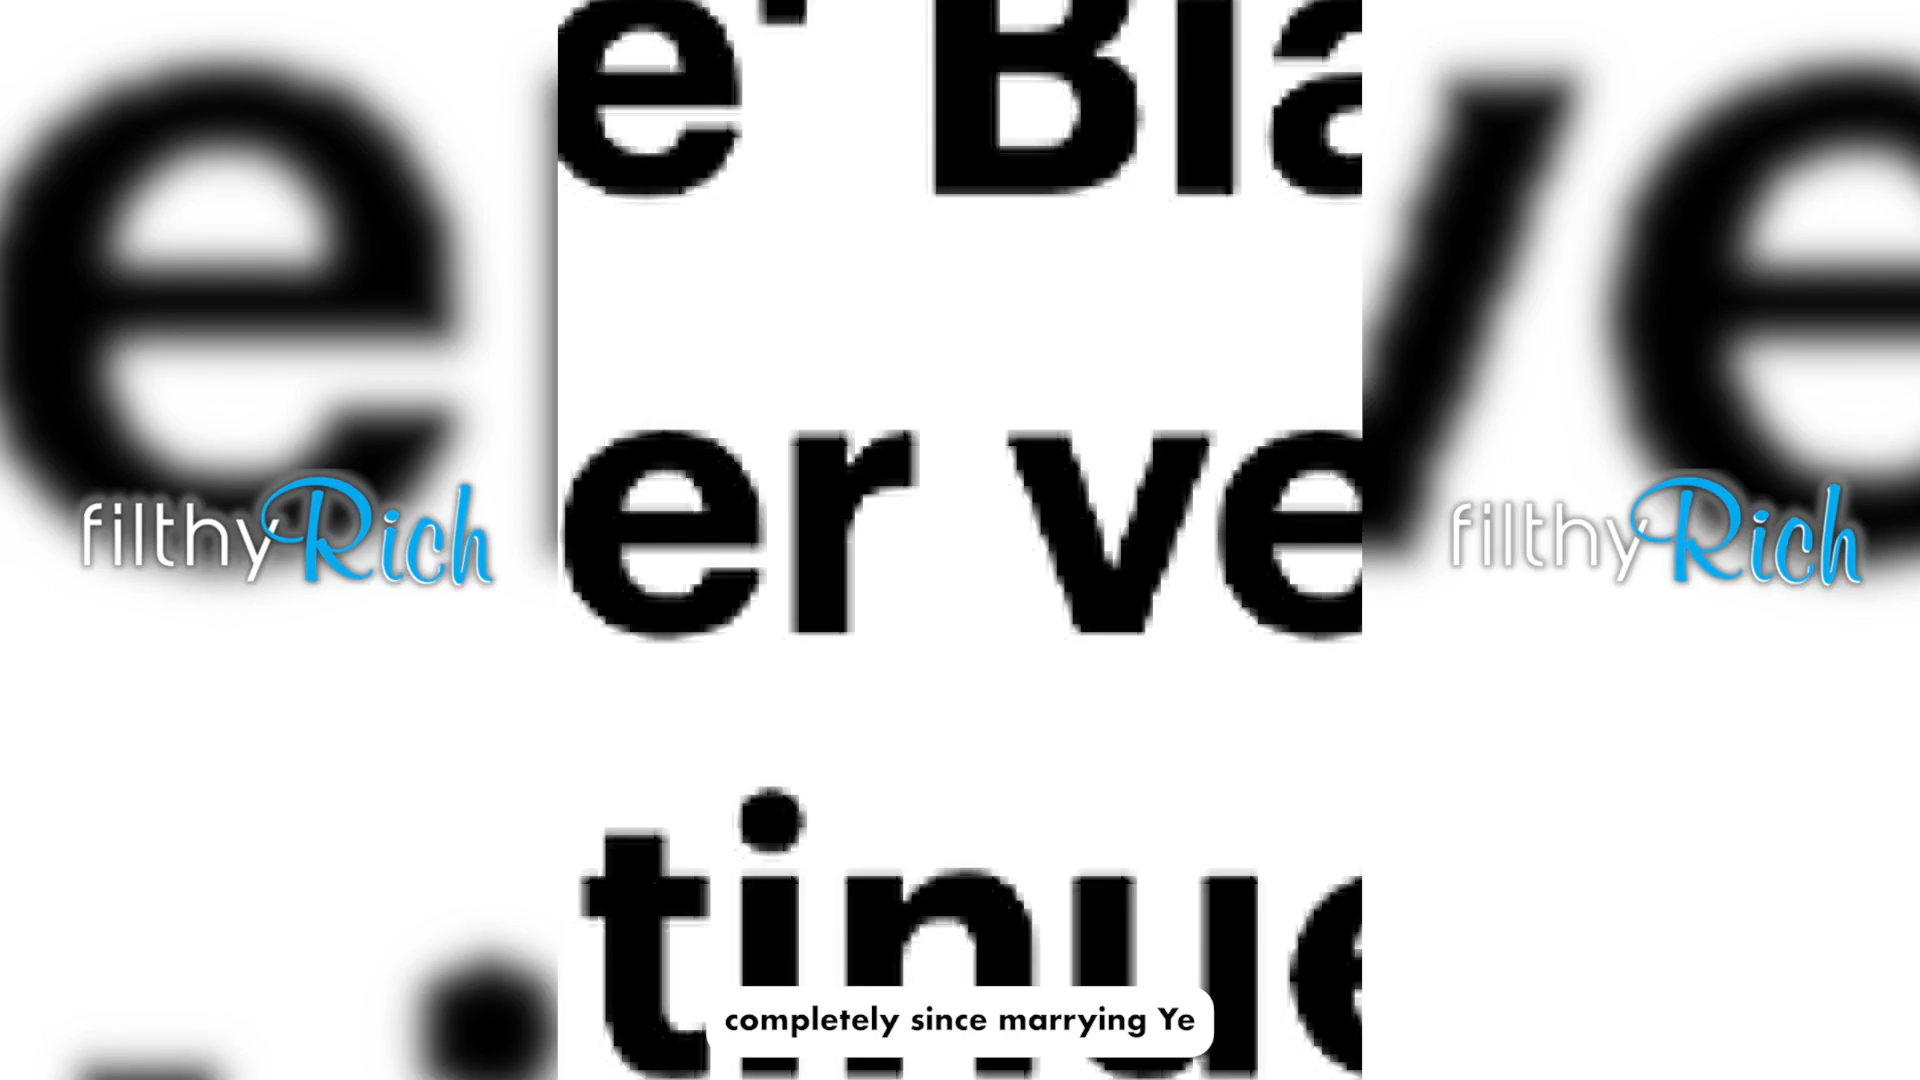 e' Bla
er ve
filthyRich
filthyRich
tinue
completely since marrying Ye